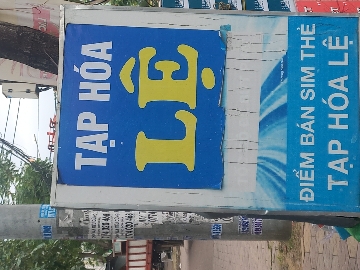 TẠP HÓA
LỆ
ĐIỂM BÁN SIM THẺ
TẠP HÓA LỆ